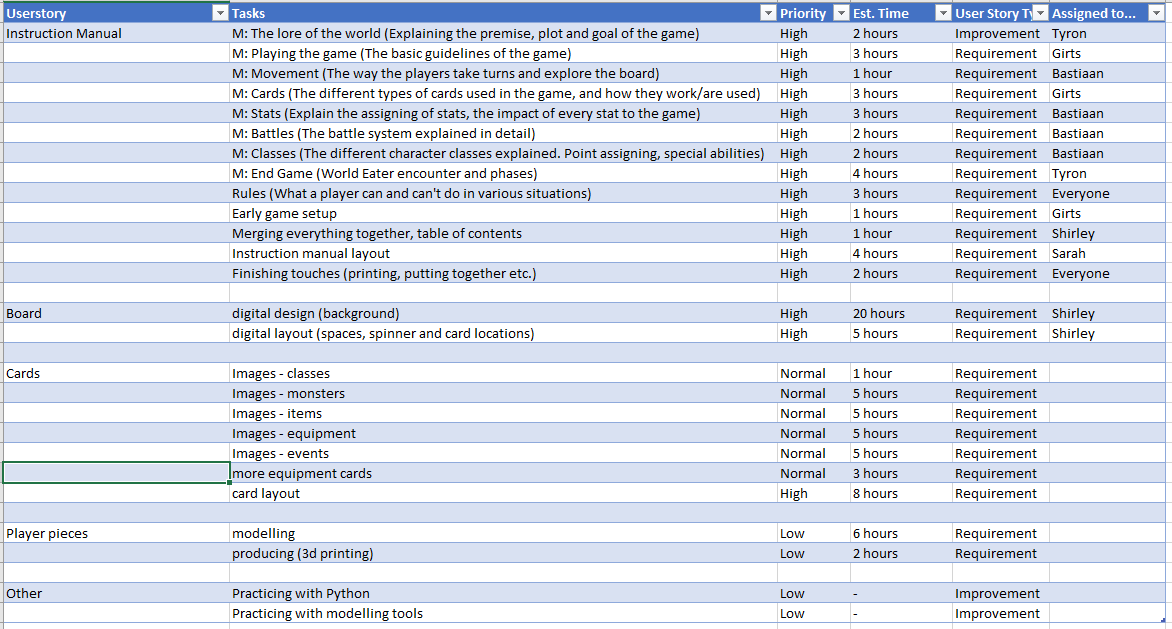 Userstory Tasks Priority Est. Time User Story Ty Assigned to...
Instruction Manual M: The lore of the world (Explaining the premise, plot and goal of the game) High 2 hours Improvement Tyron
M: Playing the game (The basic guidelines of the game) High 3 hours Requirement Girts
M: Movement (The way the players take turns and explore the board) High 1 hour Requirement Bastiaan
M: Cards (The different types of cards used in the game, and how they work/are used) High 3 hours Requirement Girts
M: Stats (Explain the assigning of stats, the impact of every stat to the game) High 3 hours Requirement Bastiaan
M: Battles (The battle system explained in detail) High 2 hours Requirement Bastiaan
M: Classes (The different character classes explained. Point assigning, special abilities) High 2 hours Requirement Bastiaan
M: End Game (World Eater encounter and phases) High 4 hours Requirement Tyron
Rules (What a player can and can't do in various situations) High 3 hours Requirement Everyone
Early game setup High 1 hours Requirement Girts
Merging everything together, table of contents High 1 hour Requirement Shirley
Instruction manual layout High 4 hours Requirement Sarah
Finishing touches (printing, putting together etc.) High 2 hours Requirement Everyone
Board digital design (background) High 20 hours Requirement Shirley
digital layout (spaces, spinner and card locations) High 5 hours Requirement Shirley
Cards Images - classes Normal 1 hour Requirement
Images - monsters Normal 5 hours Requirement
Images - items Normal 5 hours Requirement
Images - equipment Normal 5 hours Requirement
Images - events Normal 5 hours Requirement
more equipment cards Normal 3 hours Requirement
card layout High 8 hours Requirement
Player pieces modelling Low 6 hours Requirement
producing (3d printing) Low 2 hours Requirement
Other Practicing with Python Low - Improvement
Practicing with modelling tools Low - Improvement